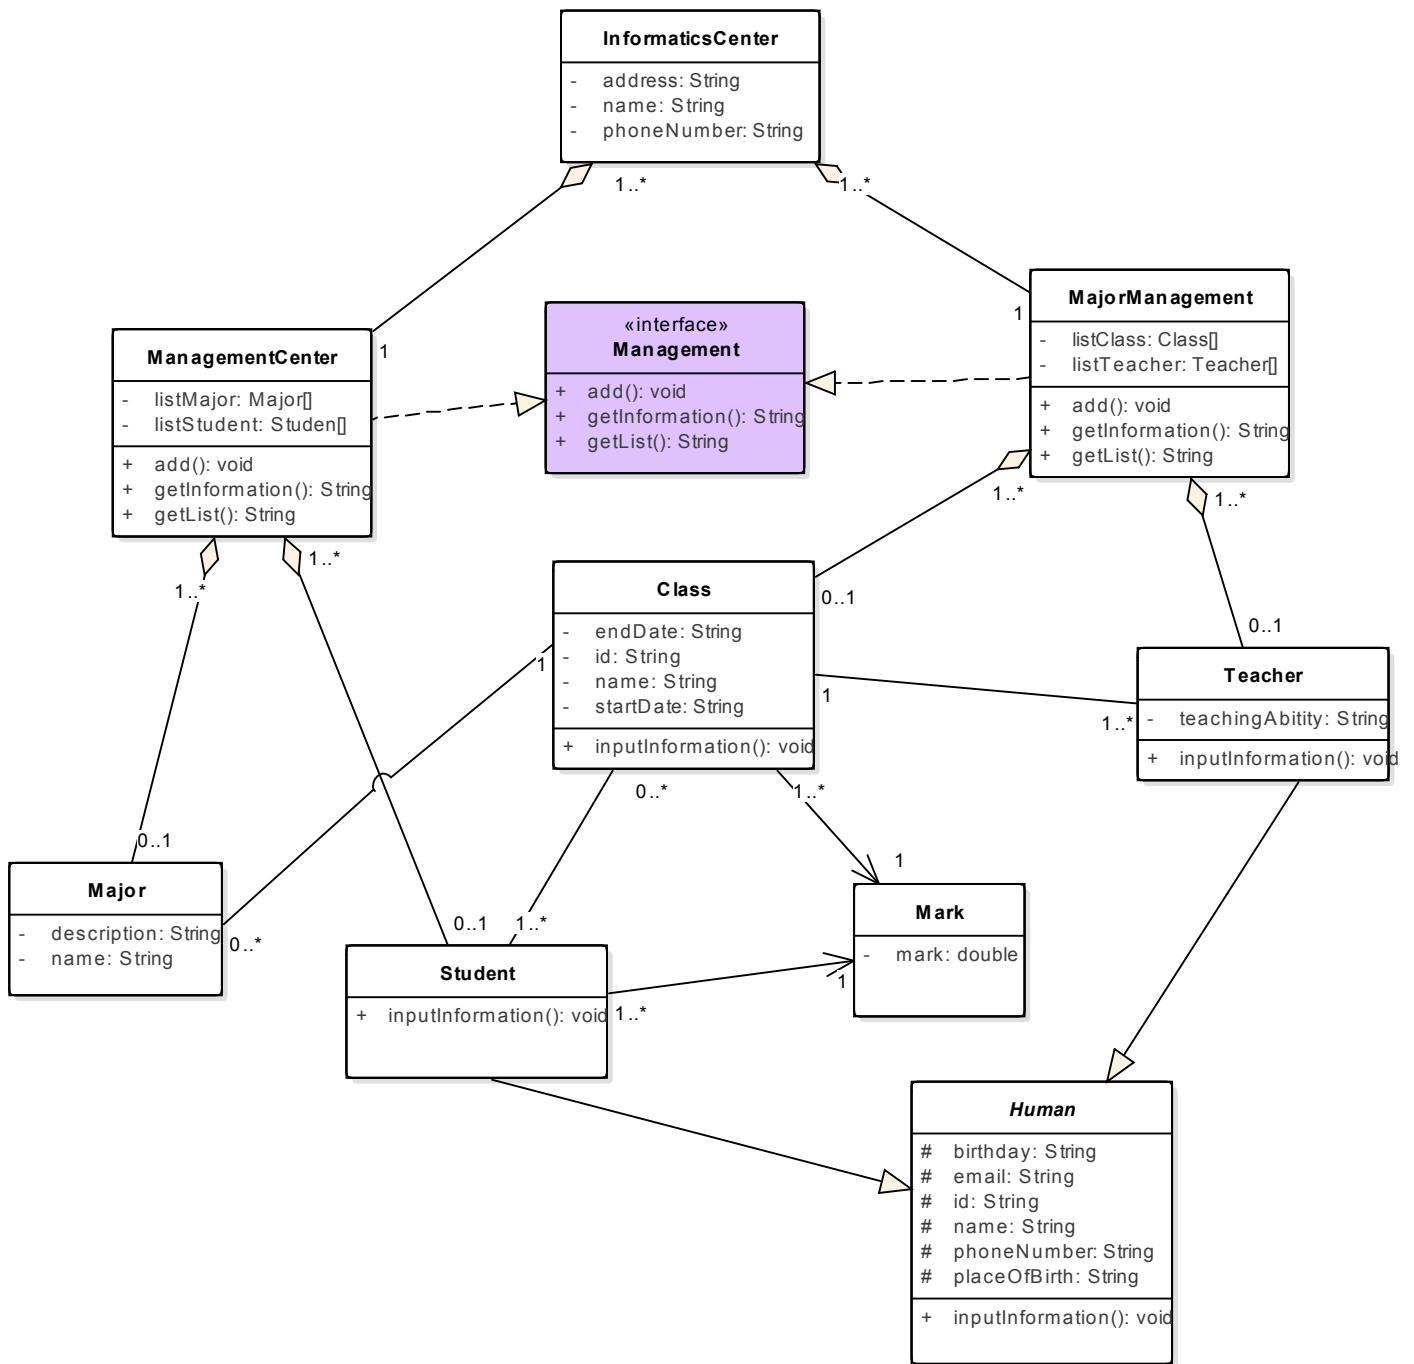 InformaticsCenter
- address: String
- name: String
- phoneNumber: String
1..*
1..*
MajorManagement
- listClass: Class[]
- listTeacher: Teacher[]
+ add(): void
+ getInformation(): String
+ getList(): String
1
«interface»
Management
+ add(): void
+ getInformation(): String
+ getList(): String
ManagementCenter
- listMajor: Major[]
- listStudent: Studen[]
+ add(): void
+ getInformation(): String
+ getList(): String
1
1..*
1..*
1..*
1..*
Class
- endDate: String
- id: String
- name: String
- startDate: String
+ inputInformation(): void
0..1
1
1
0..*
1..*
0..1
Teacher
- teachingAbitity: String
+ inputInformation(): void
1..*
0..1
Major
- description: String
- name: String
0..*
0..1
1..*
Student
+ inputInformation(): void
1..*
1
Mark
- mark: double
1
Human
# birthday: String
# email: String
# id: String
# name: String
# phoneNumber: String
# placeOfBirth: String
+ inputInformation(): void